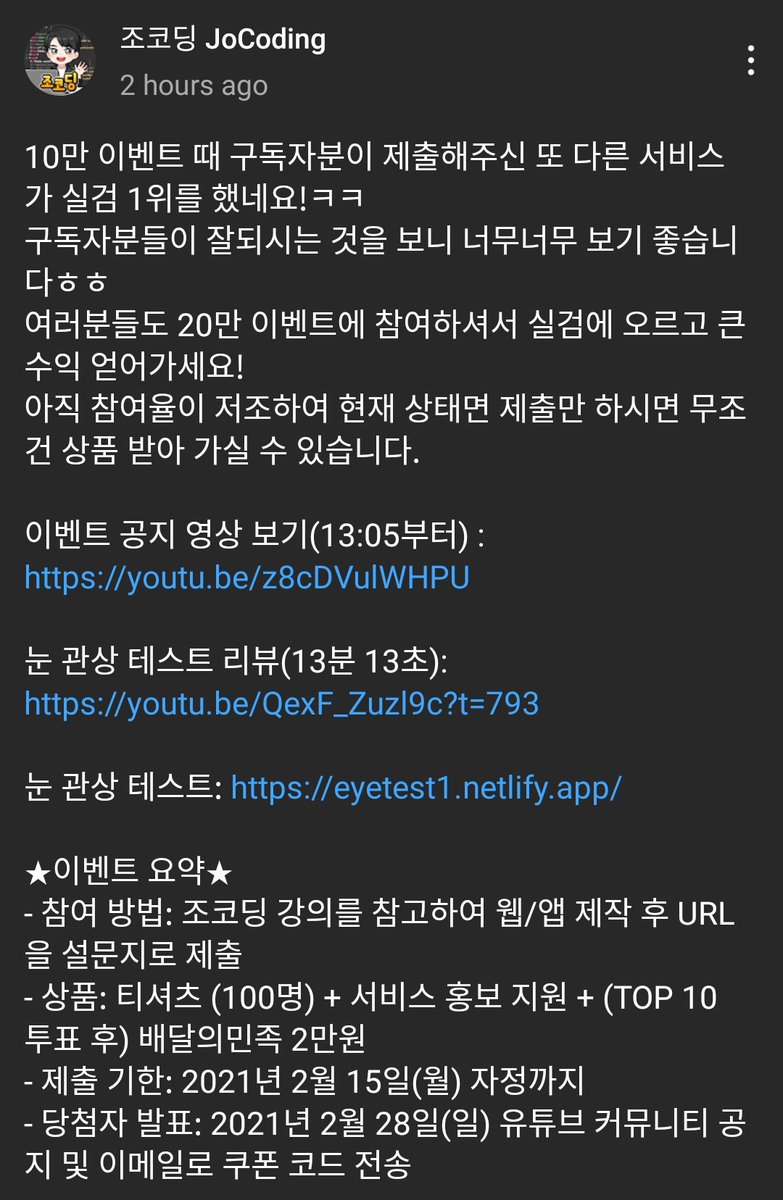 조코딩 JoCoding
2 hours ago
조코딩
10만 이벤트 때 구독자분이 제출해주신 또 다른 서비스
가 실검 1위를 했네요!ㅋㅋ
구독자분들이 잘되시는 것을 보니 너무너무 보기 좋습니
다ㅎㅎ
여러분들도 20만 이벤트에 참여하셔서 실검에 오르고 큰
수익 얻어가세요!
아직 참여율이 저조하여 현재 상태면 제출만 하시면 무조
건 상품 받아 가실 수 있습니다.
이벤트 공지 영상 보기(13:05부터) :
https://youtu.be/z8cDVulWHPU
눈 관상 테스트 리뷰(13분 13초):
https://youtu.be/QexF_Zuzl9c?t=793
눈 관상 테스트: https://eyetest1.netlify.app/
★이벤트 요약★
- 참여 방법: 조코딩 강의를 참고하여 웹/앱 제작 후 URL
을 설문지로 제출
- 상품: 티셔츠 (100명) + 서비스 홍보 지원 + (TOP 10
투표 후) 배달의민족 2만원
- 제출 기한: 2021년 2월 15일(월) 자정까지
- 당첨자 발표: 2021년 2월 28일(일) 유튜브 커뮤니티 공
지 및 이메일로 쿠폰 코드 전송